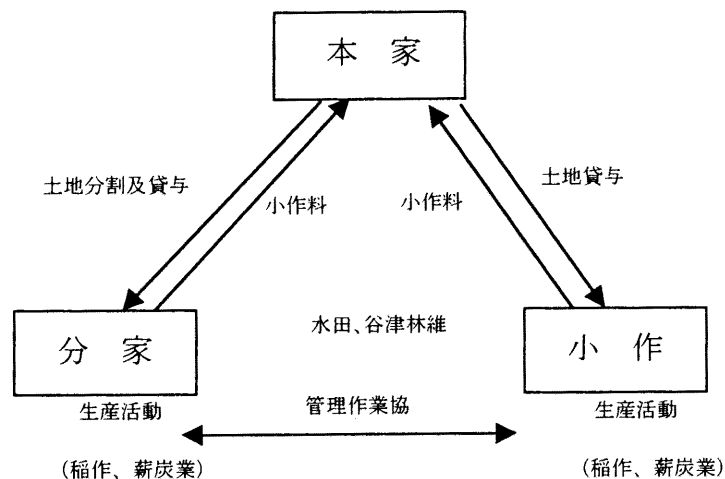 本 家
土地分割及貸与
小作料
小作料
土地貸与
水田、谷津林維
分 家
小 作
生産活動
管理作業協
生産活動
（稲作、薪炭業）
（稲作、薪炭業）